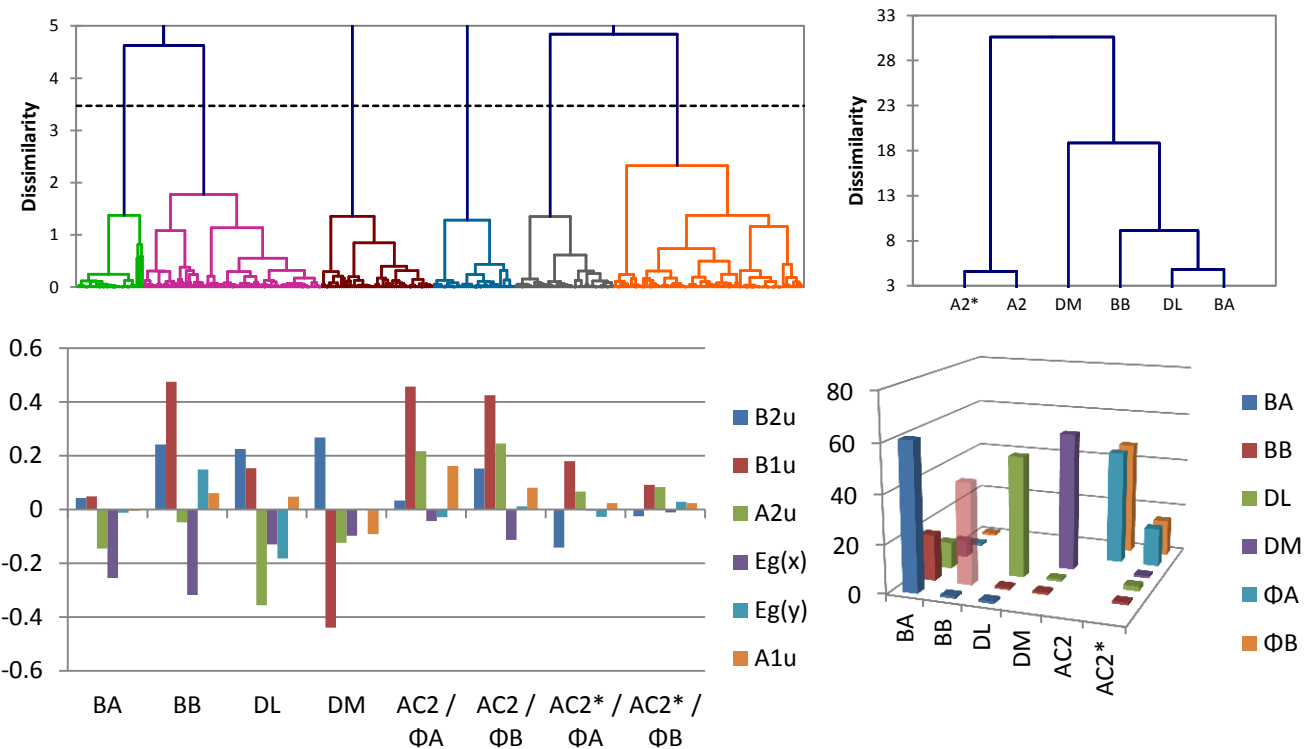 5
4
3
2
1
0
Dissimilarity
33
28
23
18
13
8
3
Dissimilarity
A2* A2 DM BB DL BA
0.6
0.4
0.2
0
-0.2
-0.4
-0.6
BA BB DL DM AC2 / AC2 / AC2* / AC2* /
ΦA ΦB ΦA ΦB
B2u
B1u
A2u
Eg(x)
Eg(y)
A1u
80
60
40
20
0
BA
BB
DL
DM
AC2
AC2*
BA
BB
DL
DM
ΦA
ΦB